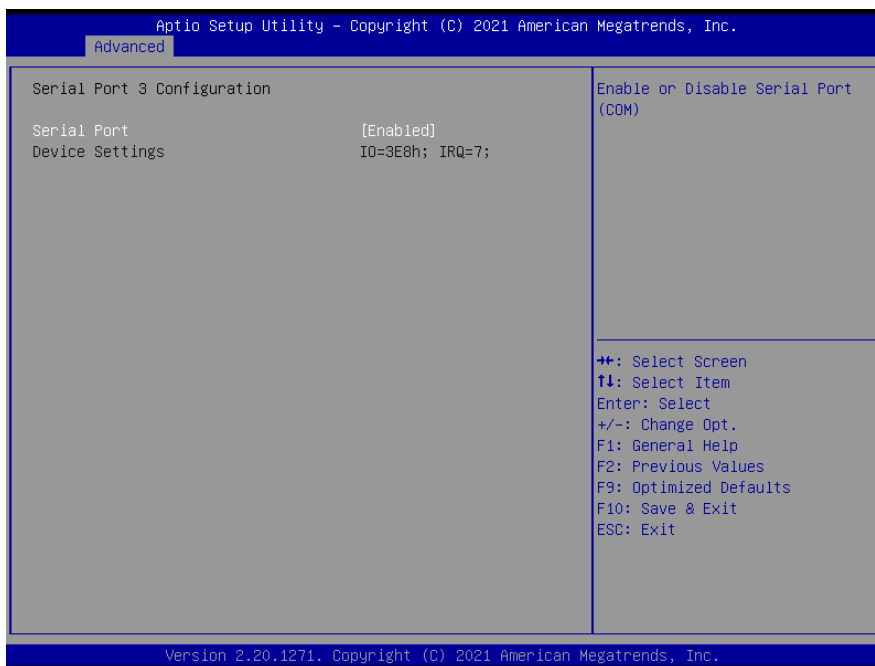 Aptio Setup Utility – Copyright (C) 2021 American Megatrends, Inc.
Advanced
Serial Port 3 Configuration
Serial Port [Enabled]
Device Settings IO=3E8h; IRQ=7;
Enable or Disable Serial Port
(COM)
→←: Select Screen
↑↓: Select Item
Enter: Select
+/-: Change Opt.
F1: General Help
F2: Previous Values
F9: Optimized Defaults
F10: Save & Exit
ESC: Exit
Version 2.20.1271. Copyright (C) 2021 American Megatrends, Inc.